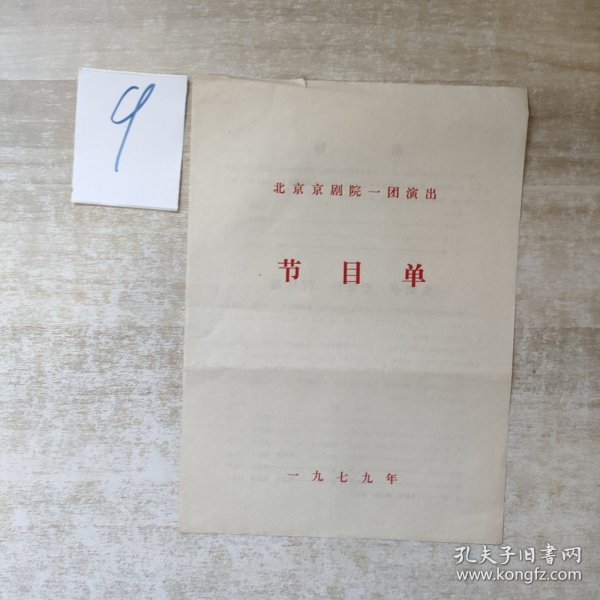 9
北京京剧院一团演出
节目单
一九七九年
孔夫子旧书网
www.kongfz.com